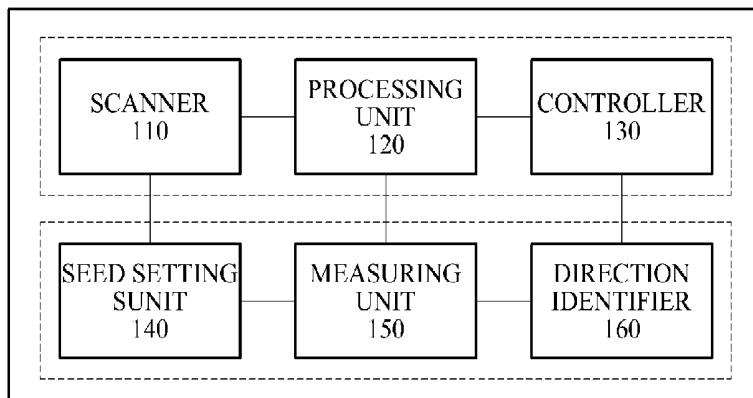 SCANNER
110
PROCESSING
UNIT
120
CONTROLLER
130
SEED SETTING
SUNIT
140
MEASURING
UNIT
150
DIRECTION
IDENTIFIER
160